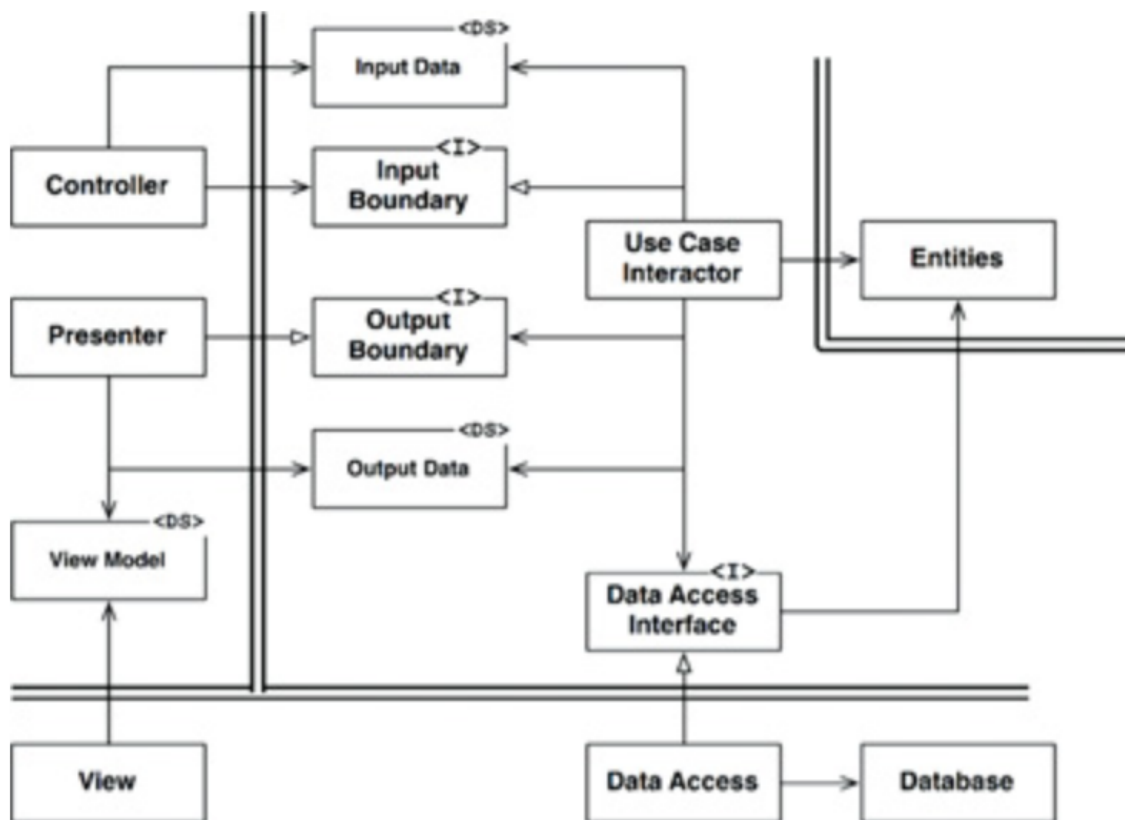 <DS>
Input Data
<I>
Controller
Input
Boundary
Use Case
Interactor
Entities
<I>
Presenter
Output
Boundary
<DS>
Output Data
<DS>
View Model
<I>
Data Access
Interface
View
Data Access
Database